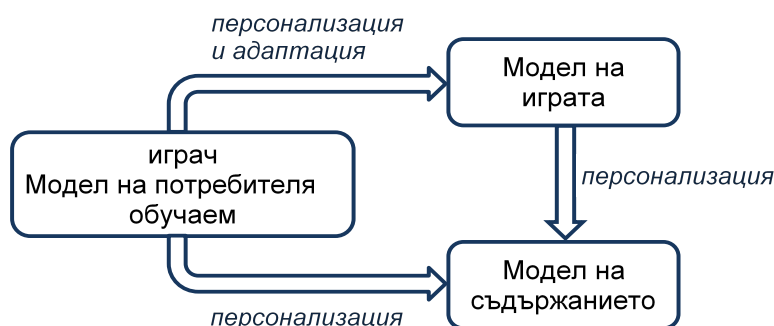 персонализация
и адаптация
Модел на
играта
играч
Модел на потребителя
обучаем
персонализация
Модел на
съдържанието
персонализация